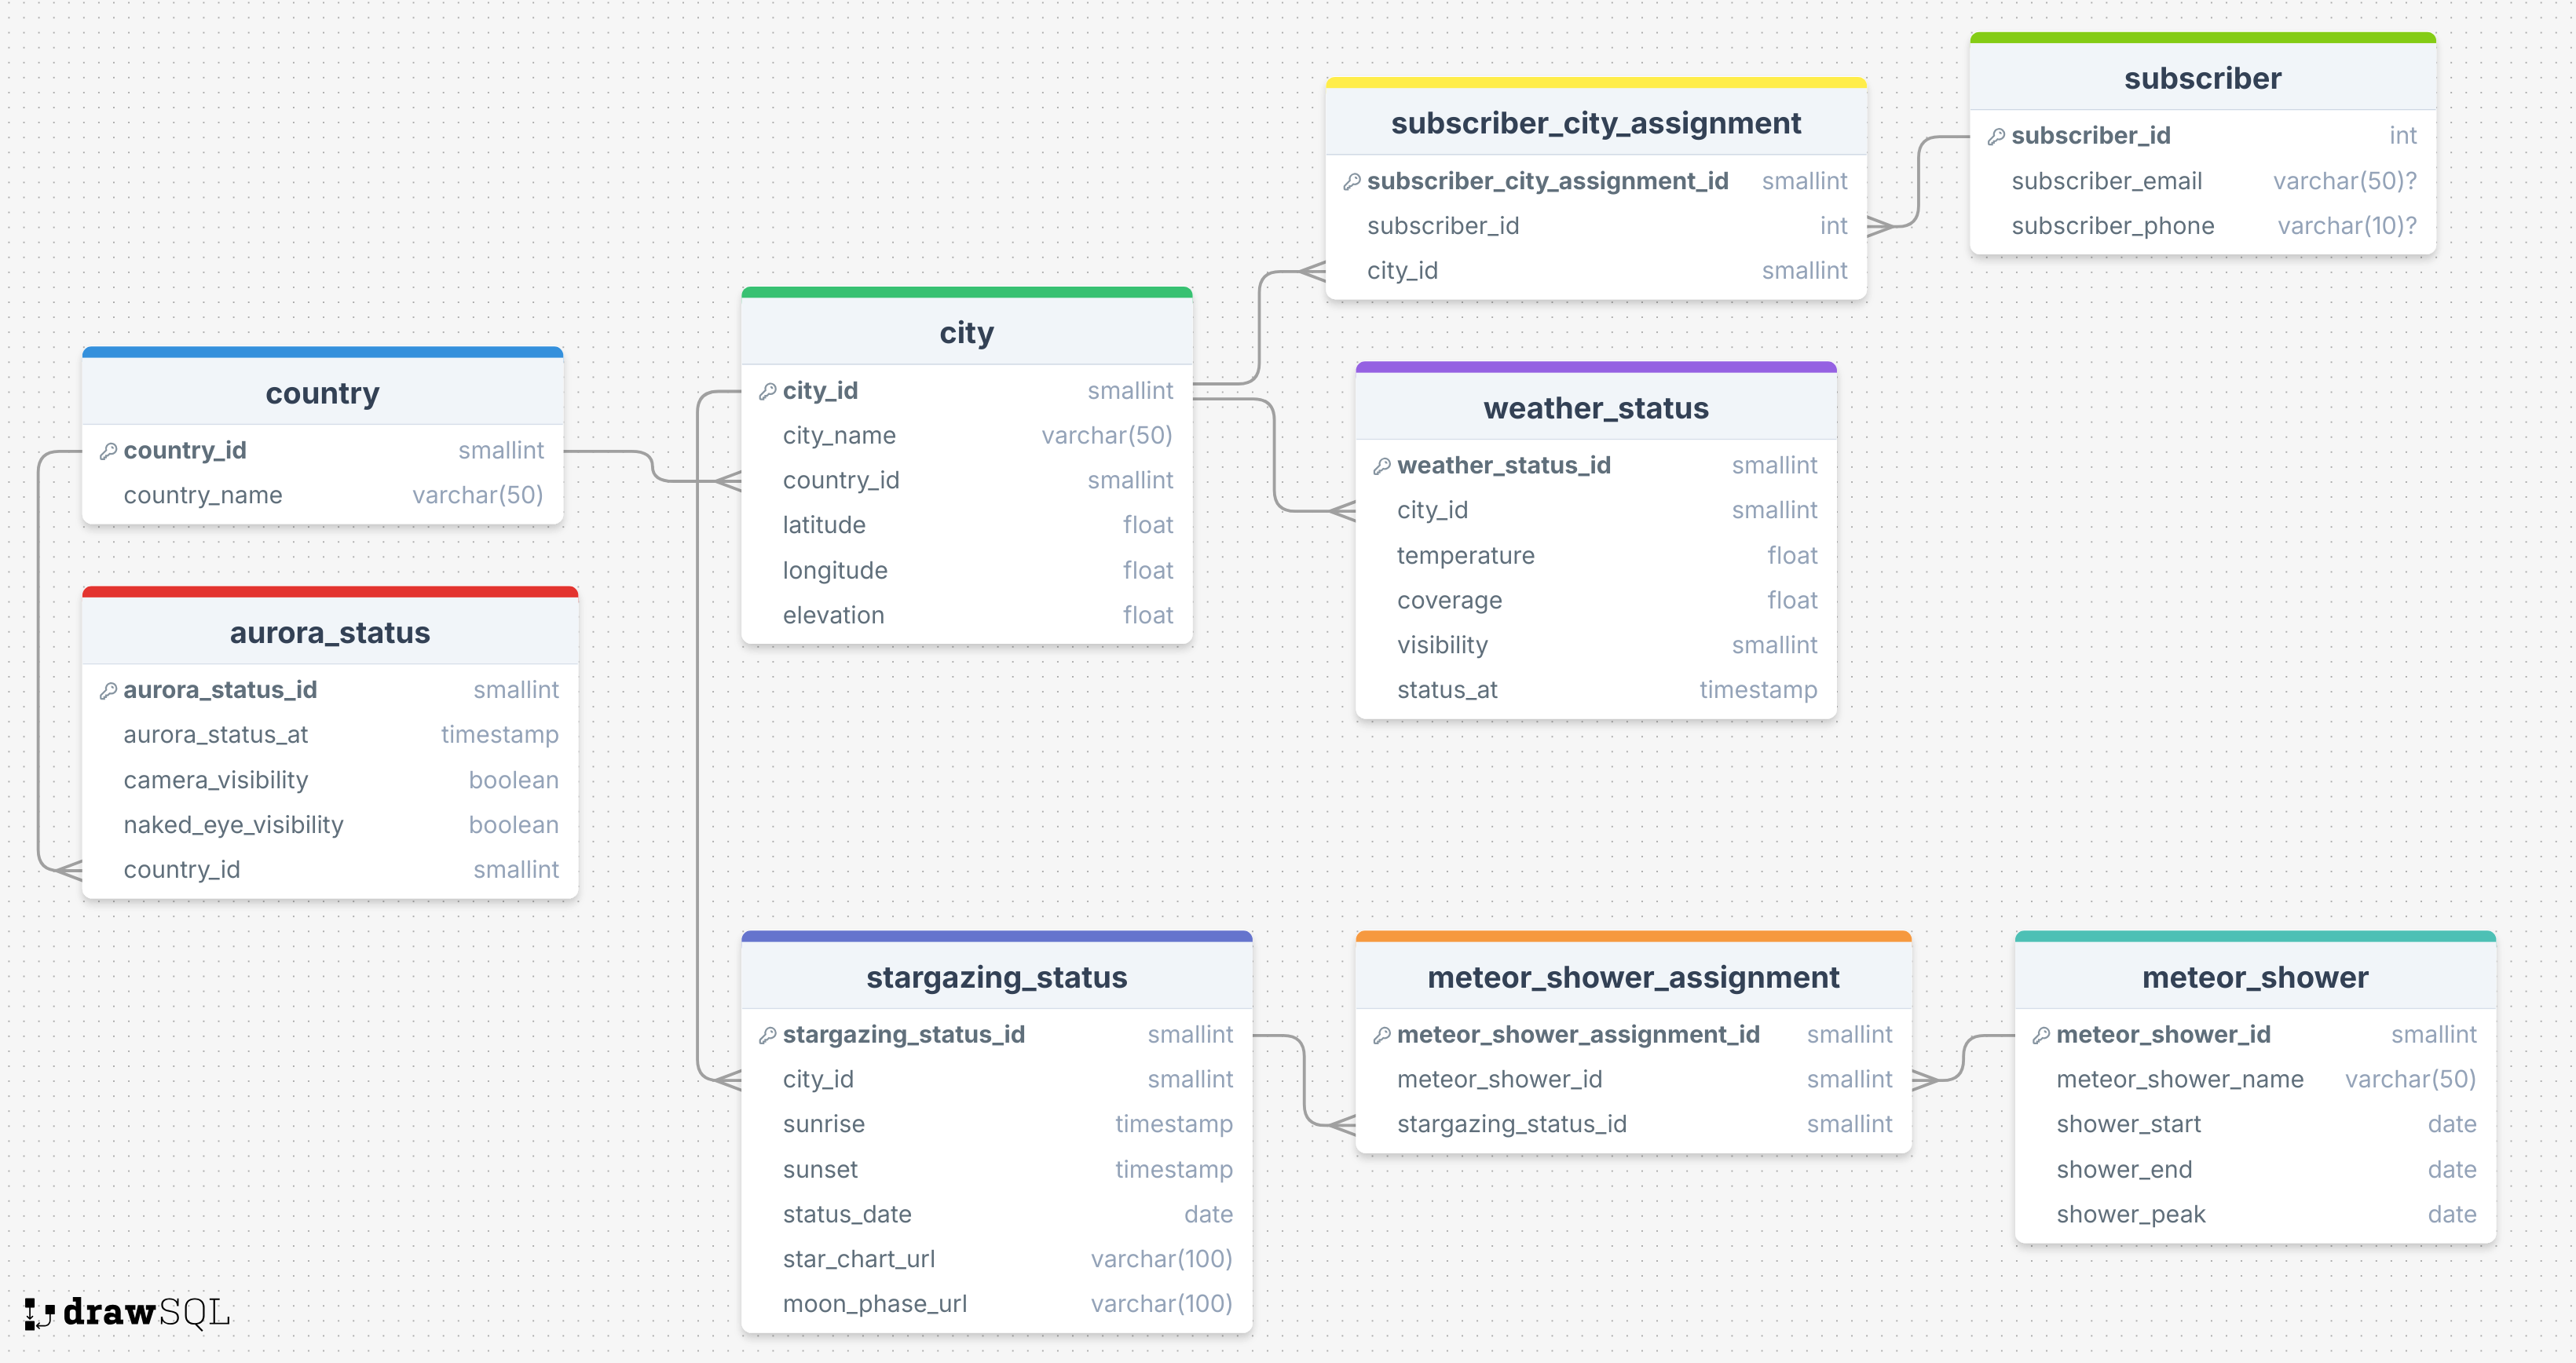 subscriber
subscriber_id int
subscriber_email varchar(50)?
subscriber_phone varchar(10)?
subscriber_city_assignment
subscriber_city_assignment_id smallint
subscriber_id int
city_id smallint
city
city_id smallint
city_name varchar(50)
country_id smallint
latitude float
longitude float
elevation float
country
country_id smallint
country_name varchar(50)
weather_status
weather_status_id smallint
city_id smallint
temperature float
coverage float
visibility smallint
status_at timestamp
aurora_status
aurora_status_id smallint
aurora_status_at timestamp
camera_visibility boolean
naked_eye_visibility boolean
country_id smallint
stargazing_status
stargazing_status_id smallint
city_id smallint
sunrise timestamp
sunset timestamp
status_date date
star_chart_url varchar(100)
moon_phase_url varchar(100)
meteor_shower_assignment
meteor_shower_assignment_id smallint
meteor_shower_id smallint
stargazing_status_id smallint
meteor_shower
meteor_shower_id smallint
meteor_shower_name varchar(50)
shower_start date
shower_end date
shower_peak date
drawSQL